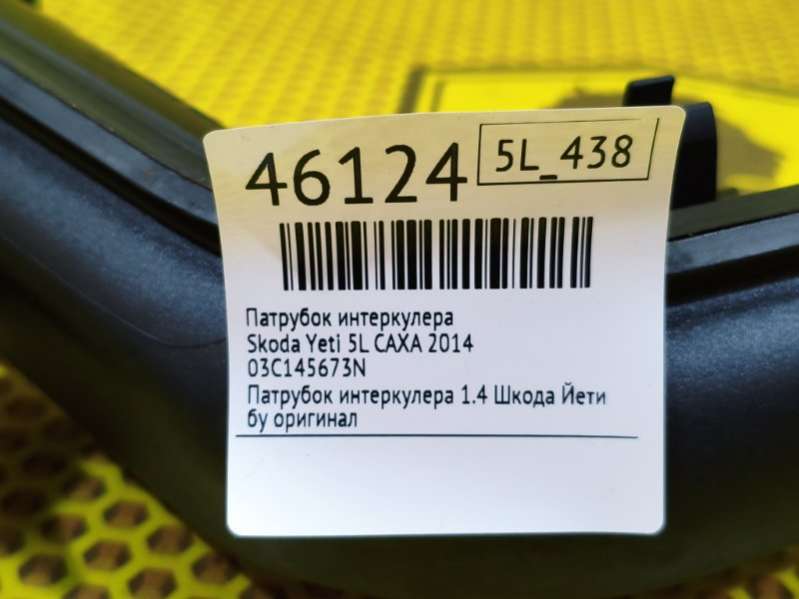 46124
5L_438
Патрубок интеркулера
Skoda Yeti 5L CAXA 2014
03C145673N
Патрубок интеркулера 1.4 Шкода Йети
бу оригинал